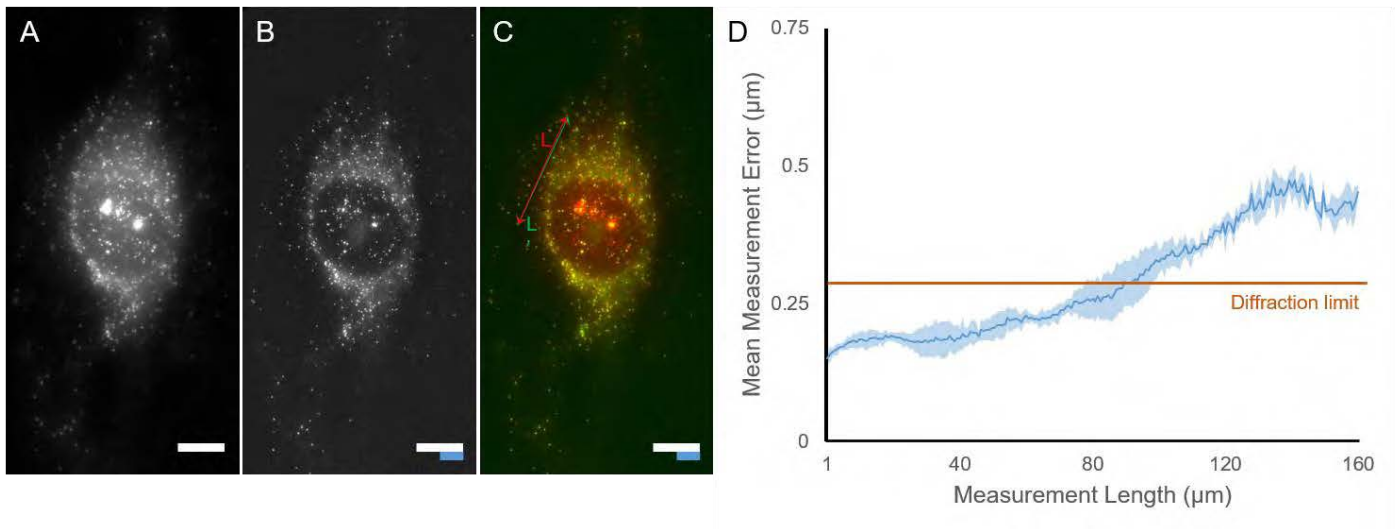 A
B
C
L
L
D
Mean Measurement Error (µm)
0.75
0.5
0.25
0
Diffraction limit
1
40
80
120
160
Measurement Length (µm)